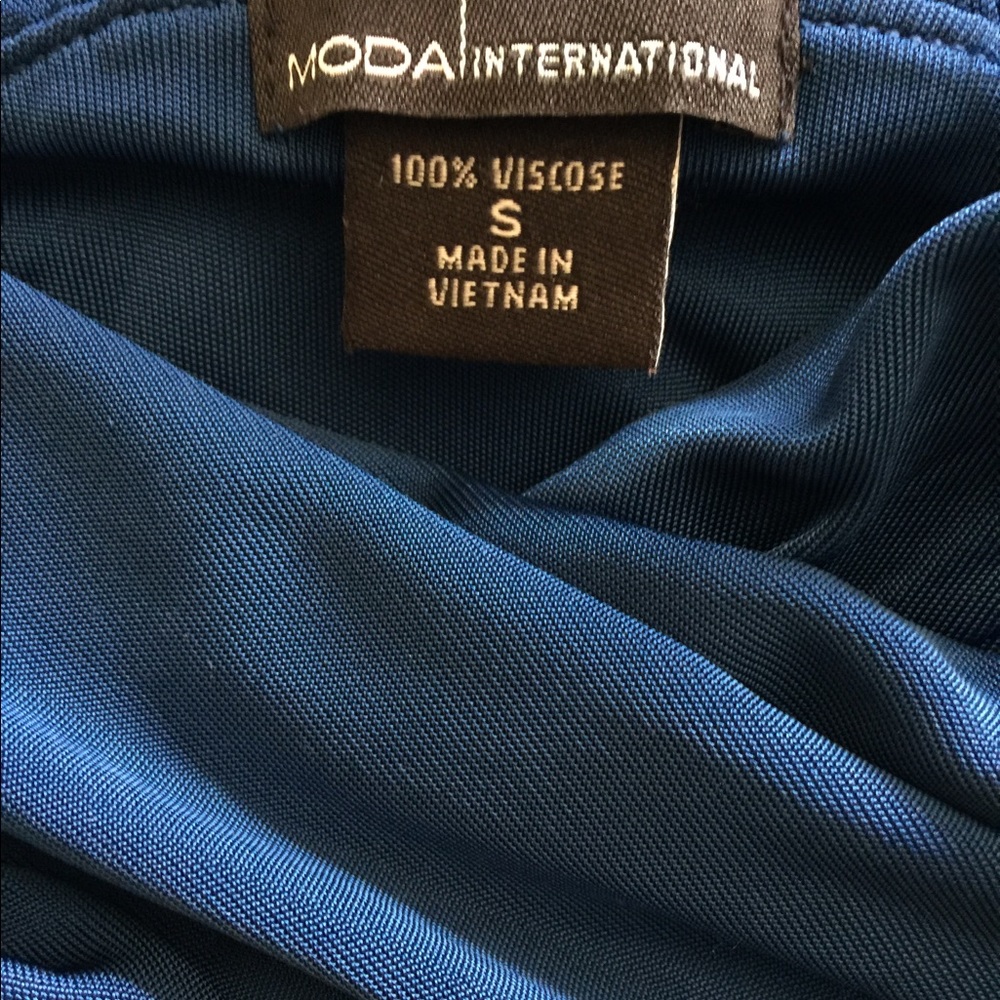 MODA INTERNATIONAL
100% VISCOSE
S
MADE IN
VIETNAM